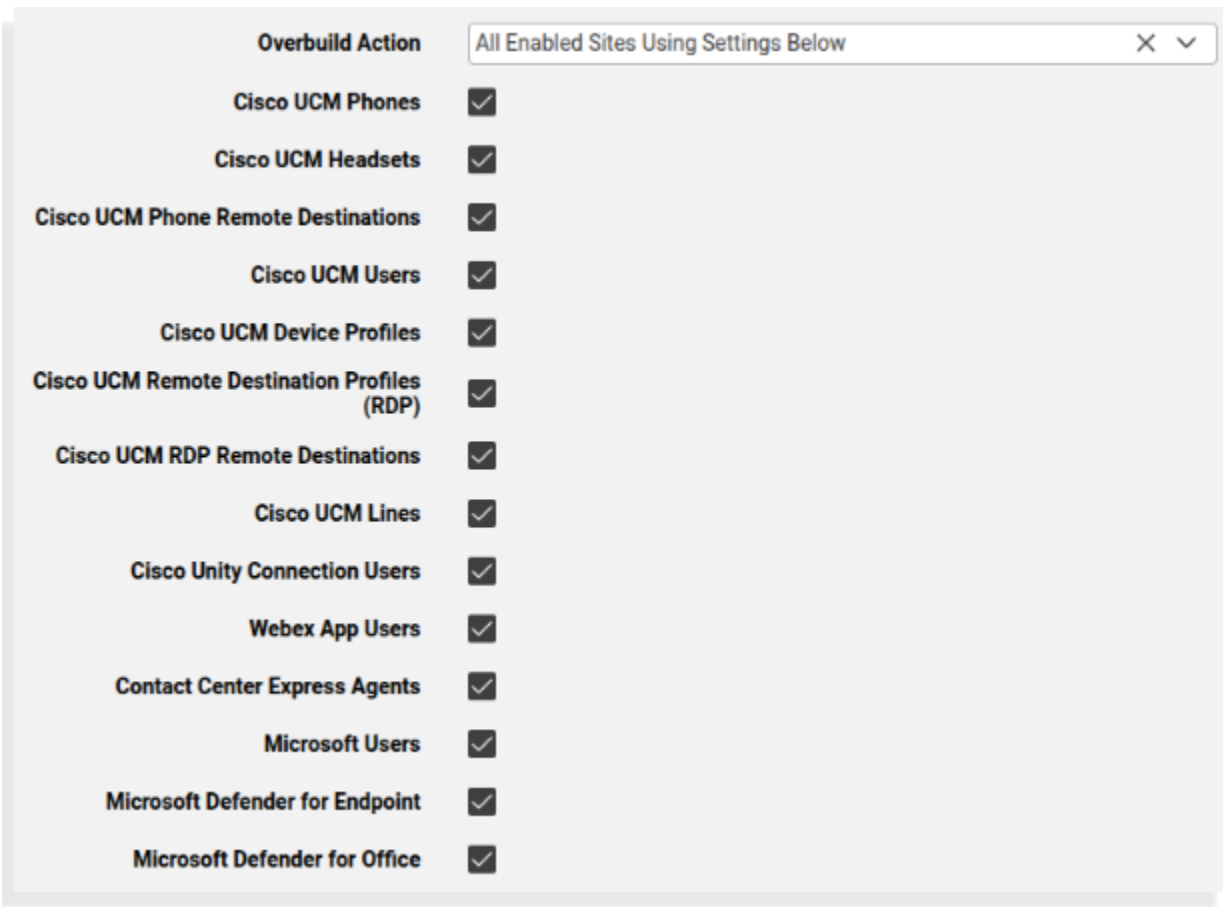 Overbuild Action All Enabled Sites Using Settings Below
Cisco UCM Phones
Cisco UCM Headsets
Cisco UCM Phone Remote Destinations
Cisco UCM Users
Cisco UCM Device Profiles
Cisco UCM Remote Destination Profiles
(RDP)
Cisco UCM RDP Remote Destinations
Cisco UCM Lines
Cisco Unity Connection Users
Webex App Users
Contact Center Express Agents
Microsoft Users
Microsoft Defender for Endpoint
Microsoft Defender for Office